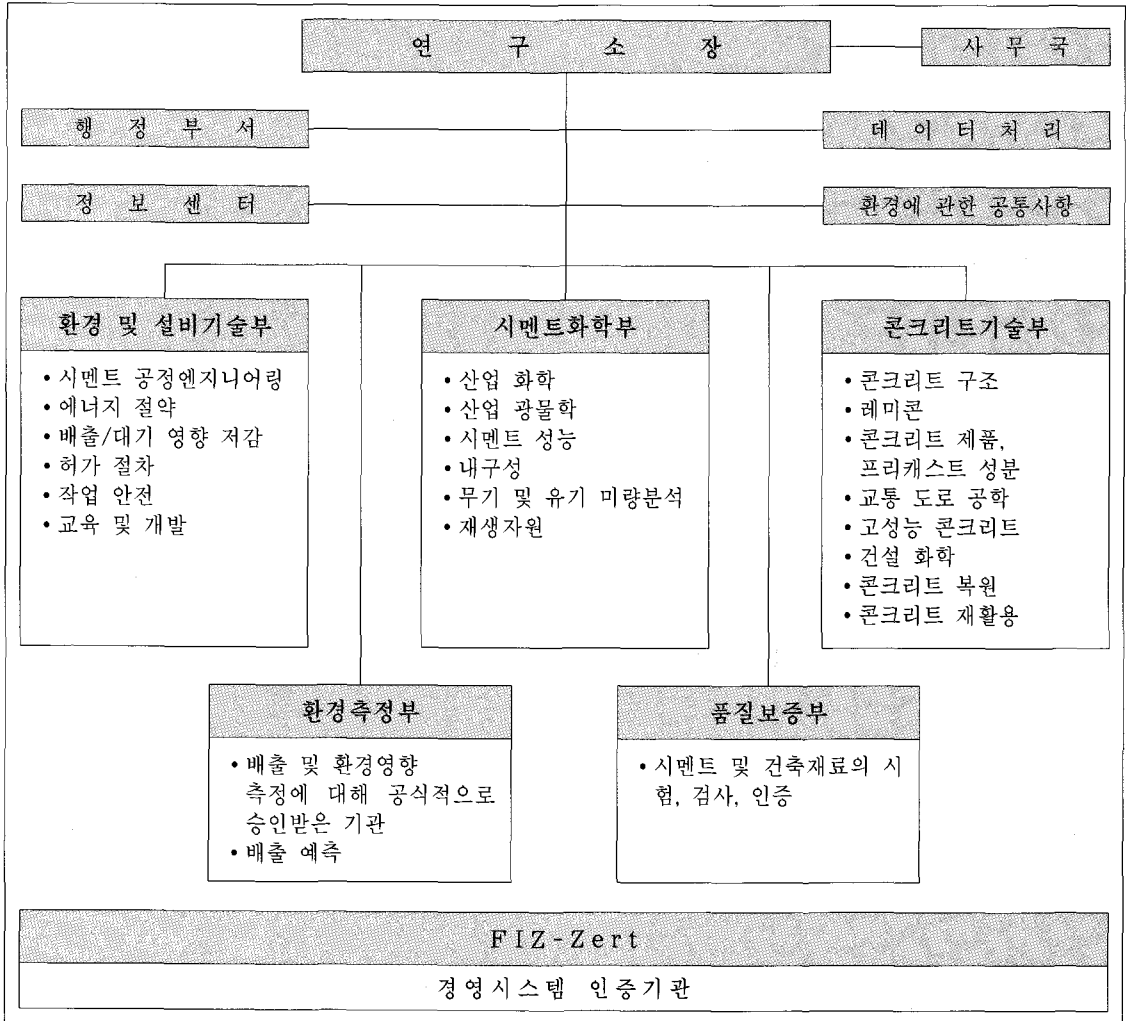 연 구 소 장
사 무 국
행 정 부 서
데 이 터 처 리
정 보 센 터
환경에 관한 공통사항
환경 및 설비기술부
• 시멘트 공정엔지니어링
• 에너지 절약
• 배출/대기 영향 저감
• 허가 절차
• 작업 안전
• 교육 및 개발
시멘트화학부
• 산업 화학
• 산업 광물학
• 시멘트 성능
• 내구성
• 무기 및 유기 미량분석
• 재생자원
콘크리트기술부
• 콘크리트 구조
• 레미콘
• 콘크리트 제품,
프리캐스트 성분
• 교통 도로 공학
• 고성능 콘크리트
• 건설 화학
• 콘크리트 복원
• 콘크리트 재활용
환경측정부
• 배출 및 환경영향
측정에 대해 공식적으로
승인받은 기관
• 배출 예측
품질보증부
• 시멘트 및 건축재료의 시
험, 검사, 인증
FIZ-Zert
경영시스템 인증기관